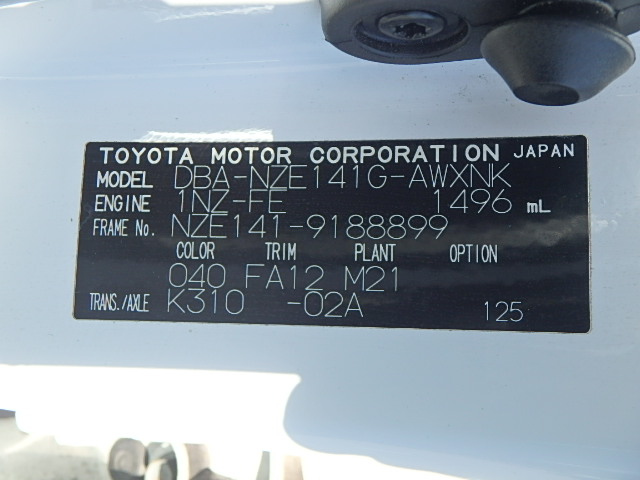 TOYOTA MOTOR CORPORATION JAPAN
MODEL DBA-NZE141G-AWXNK
ENGINE 1NZ-FE 1496 mL
FRAME No. NZE141-9188899
COLOR TRIM PLANT OPTION
040 FA12 M21
TRANS./AXLE K310 -02A 125